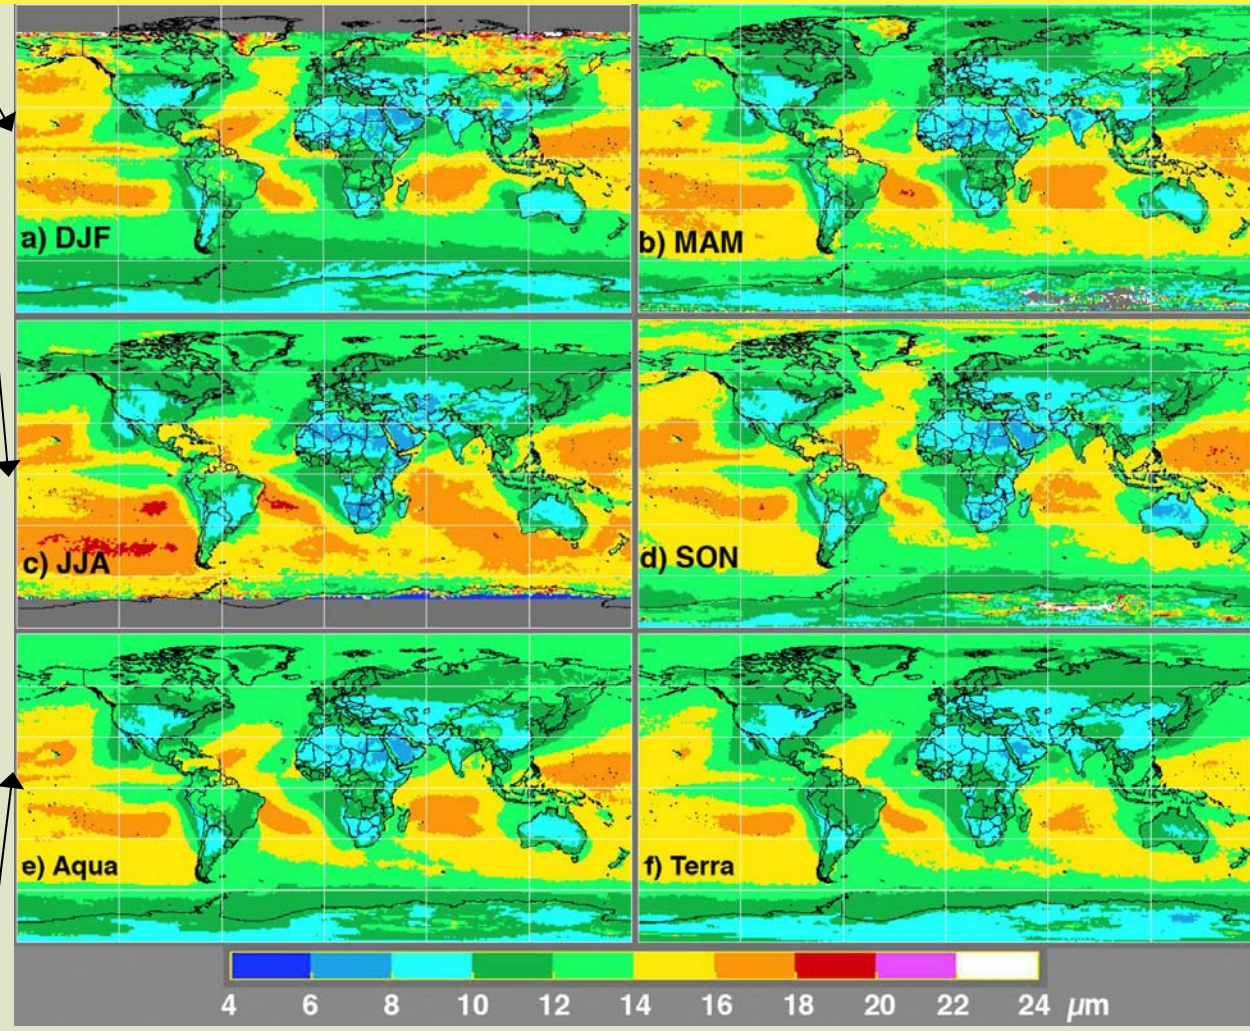 a) DJF
b) MAM
c) JJA
d) SON
e) Aqua
f) Terra
4 6 8 10 12 14 16 18 20 22 24 μm